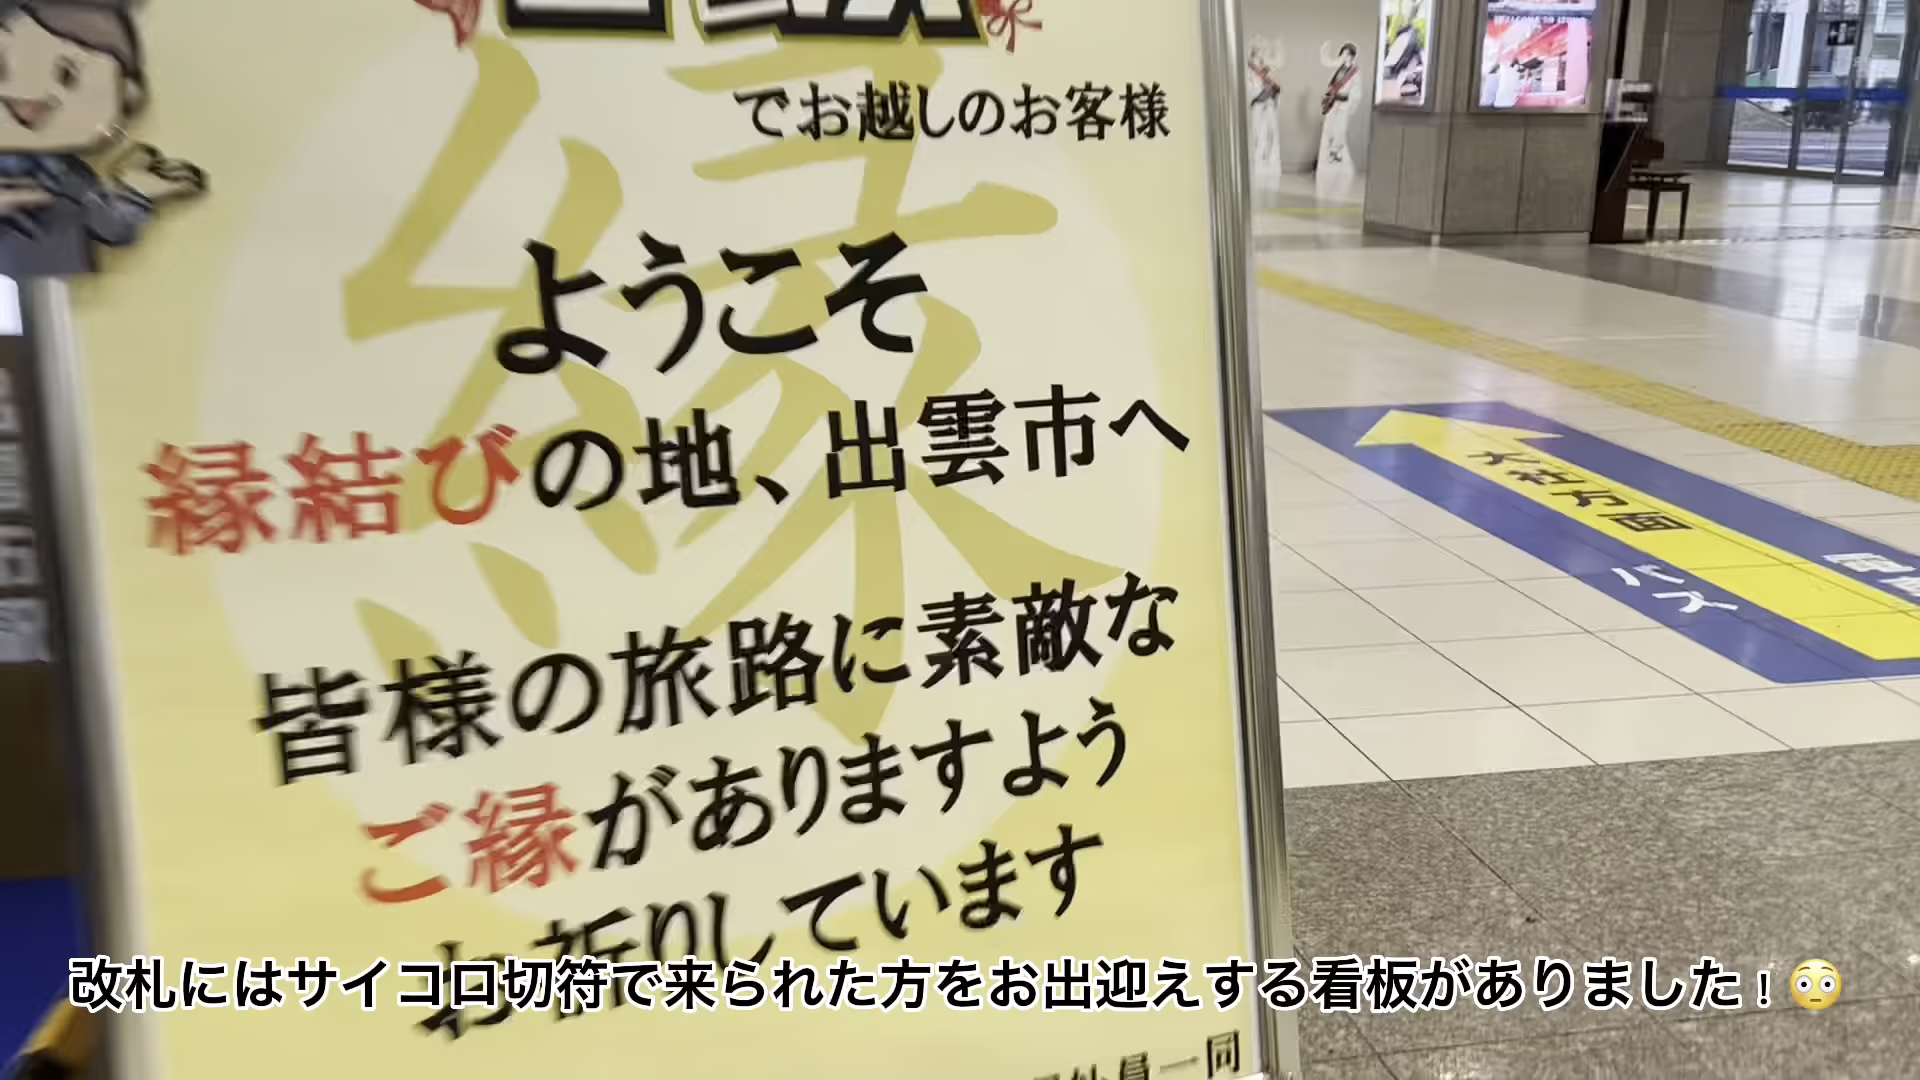 でお越しのお客様
ようこそ
縁結びの地、出雲市へ
皆様の旅路に素敵な
ご縁がありますよう
お祈りしています
員一同
縁
大社方面
バス
改札にはサイコロ切符で来られた方をお出迎えする看板がありました！😳